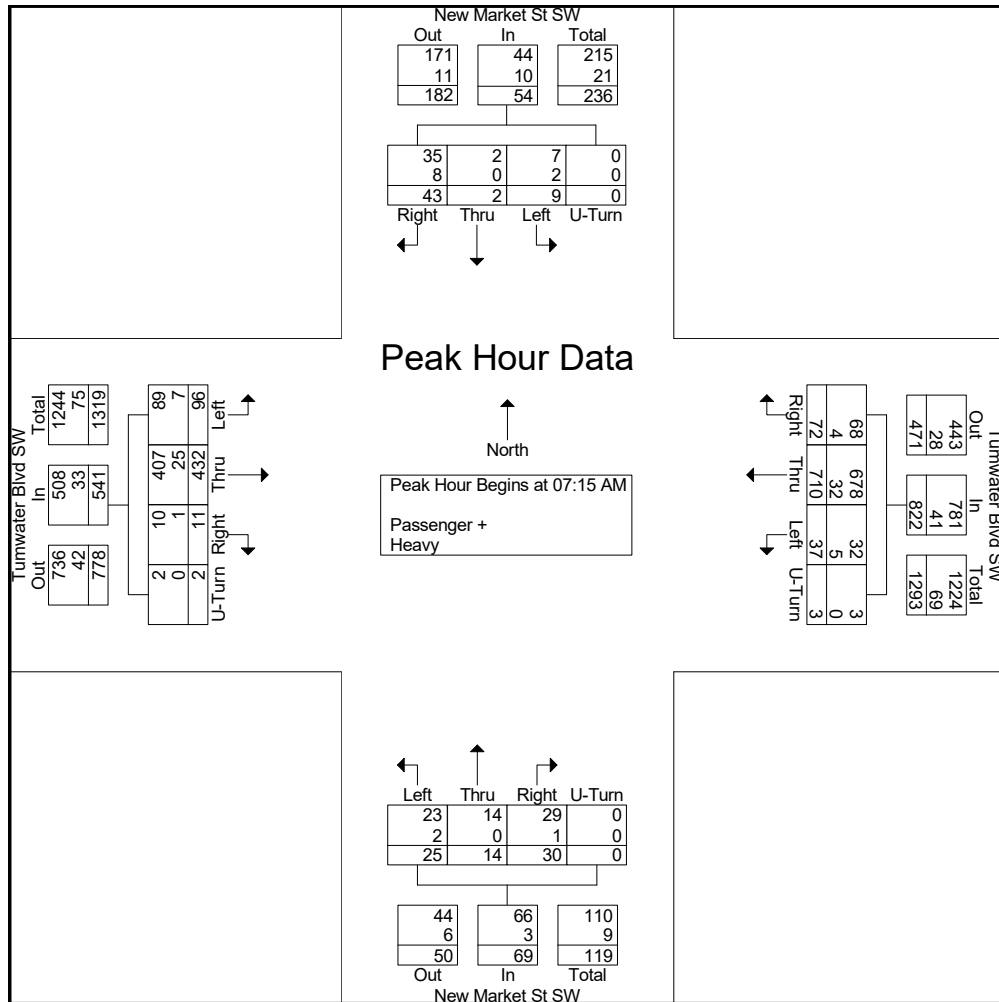 New Market St SW
Out In Total
171 44 215
11 10 21
182 54 236
35 2 7 0
8 0 2 0
43 2 9 0
Right Thru Left U-Turn
Peak Hour Data
North
Peak Hour Begins at 07:15 AM
Passenger +
Heavy
Tumwater Blvd SW
Total In Out
1244 508 736
75 33 42
1319 541 778
89 407 10 2
7 25 1 0
96 432 11 2
Left Thru Right U-Turn
Tumwater Blvd SW
Out In Total
443 781 1224
28 41 69
471 822 1293
68 678 32 3
4 32 5 0
72 710 37 3
Right Thru Left U-Turn
Left Thru Right U-Turn
23 14 29 0
2 0 1 0
25 14 30 0
44 66 110
6 3 9
50 69 119
Out In Total
New Market St SW